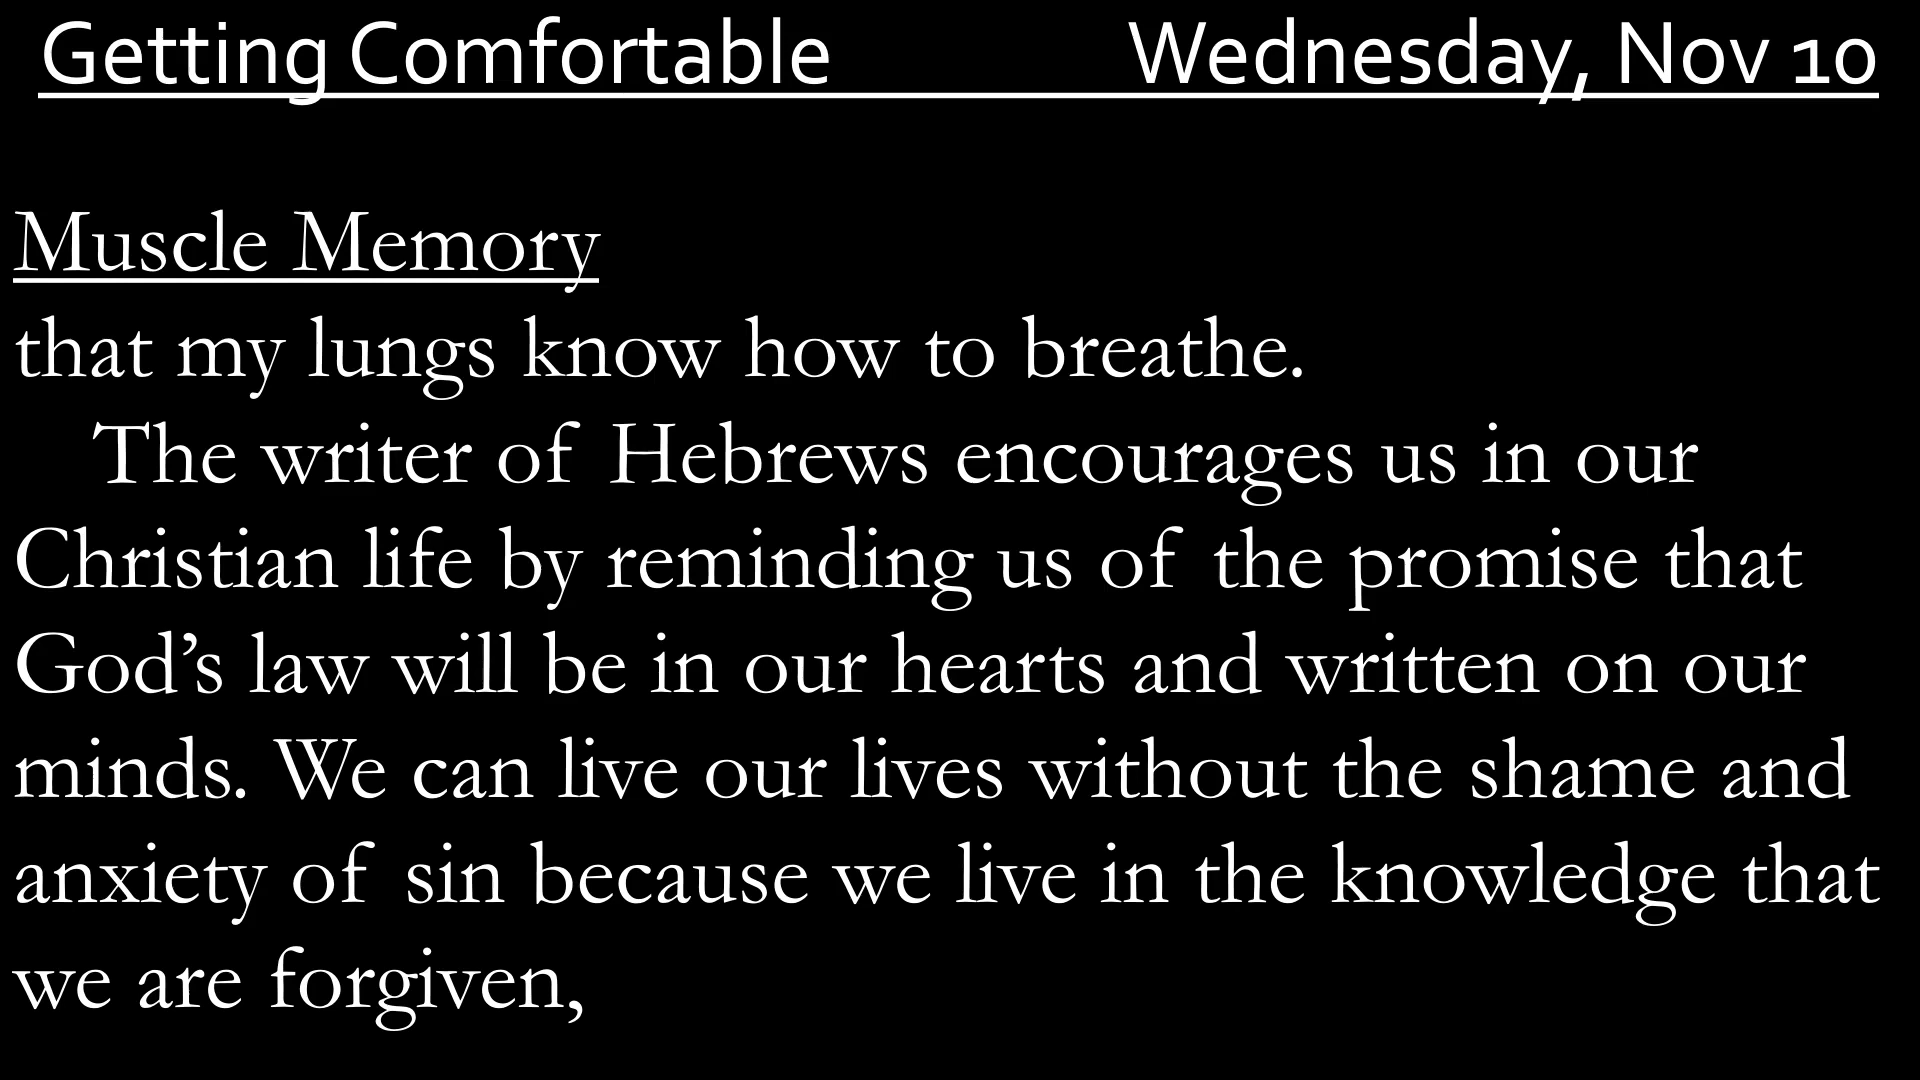 Getting Comfortable Wednesday, Nov 10
Muscle Memory
that my lungs know how to breathe.
The writer of Hebrews encourages us in our
Christian life by reminding us of the promise that
God’s law will be in our hearts and written on our
minds. We can live our lives without the shame and
anxiety of sin because we live in the knowledge that
we are forgiven,